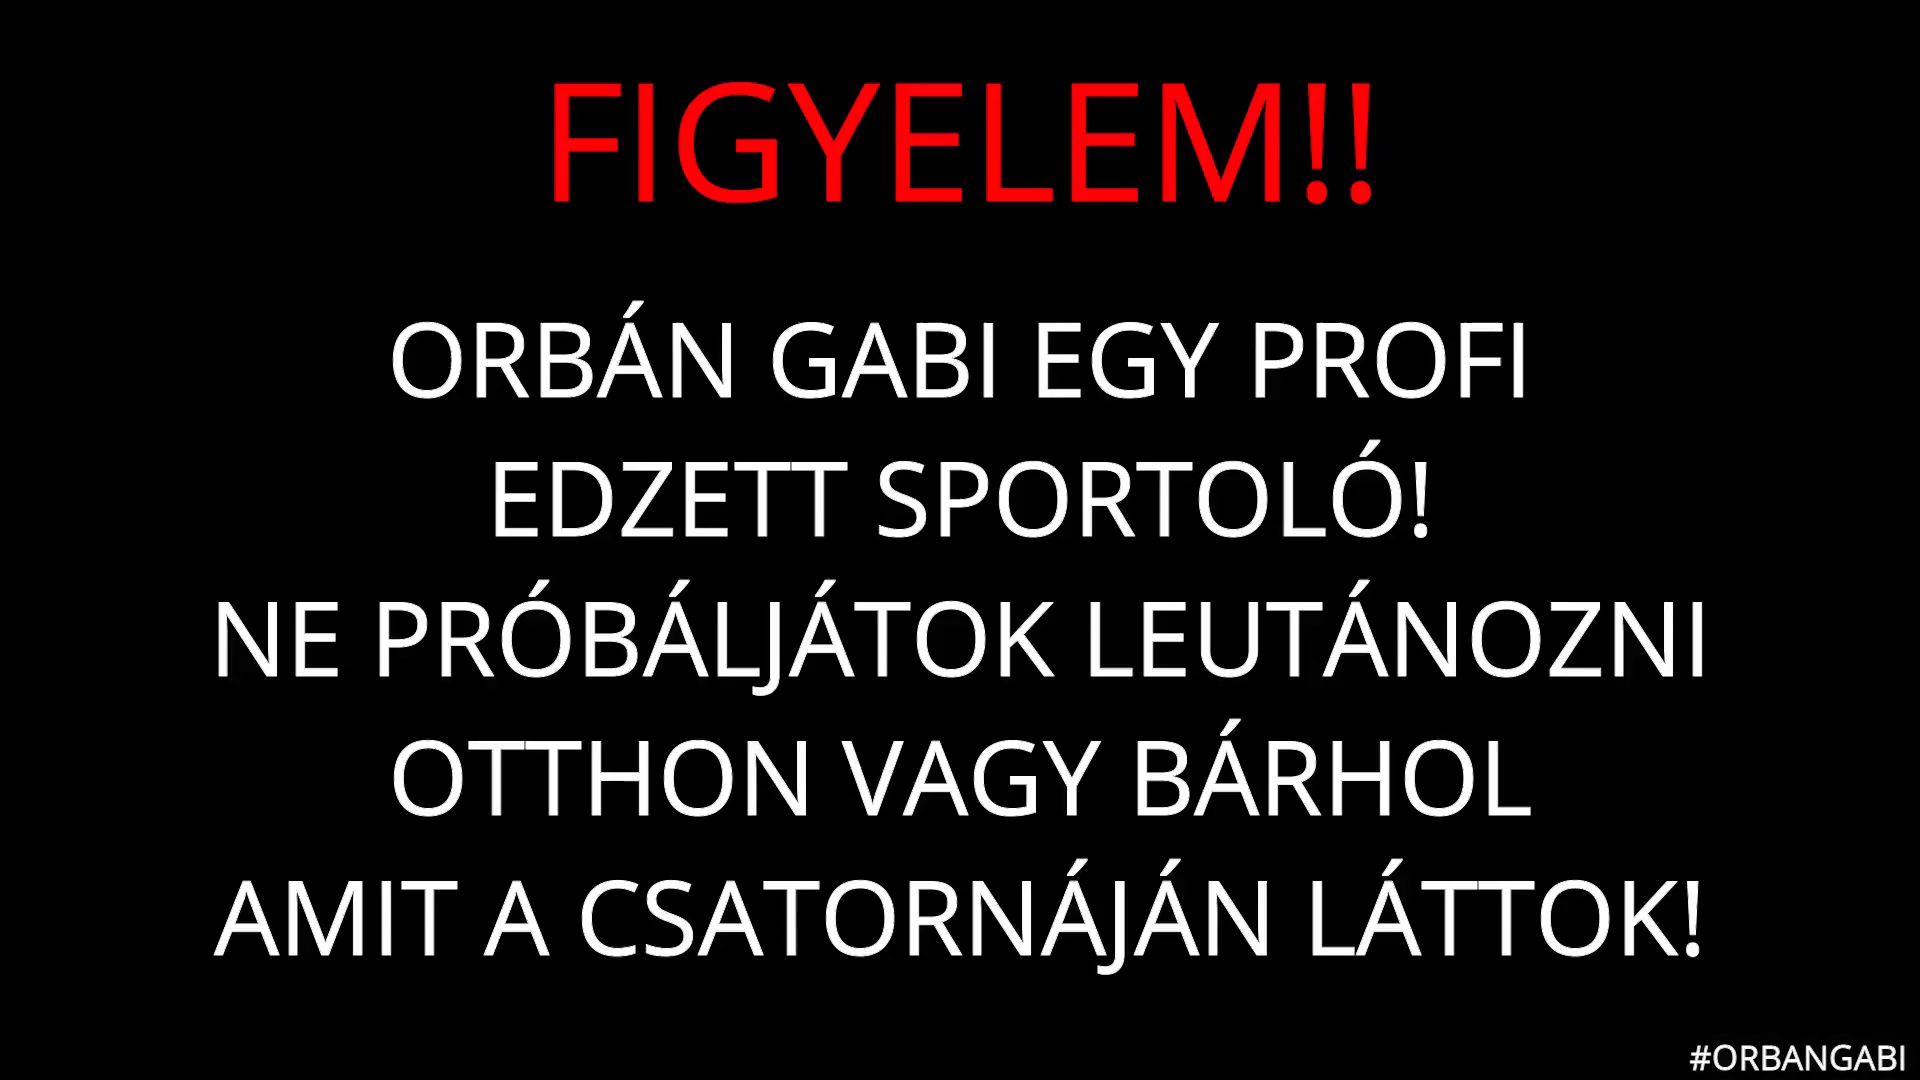 FIGYELEM!!
ORBÁN GABI EGY PROFI
EDZETT SPORTOLÓ!
NE PRÓBÁLJÁTOK LEUTÁNOZNI
OTTHON VAGY BÁRHOL
AMIT A CSATORNÁJÁN LÁTTOK!
#ORBANGABI